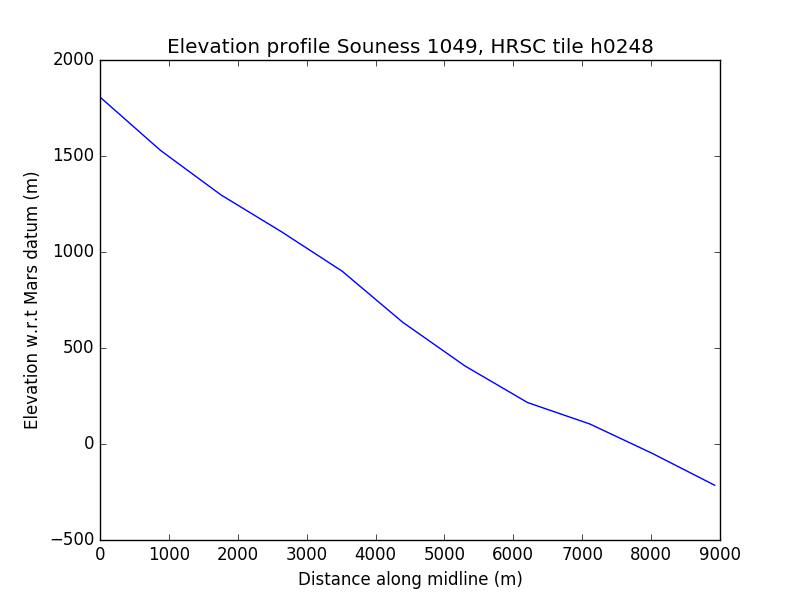 Elevation profile Souness 1049, HRSC tile h0248
2000
1500
1000
500
0
−500
Elevation w.r.t Mars datum (m)
0 1000 2000 3000 4000 5000 6000 7000 8000 9000
Distance along midline (m)